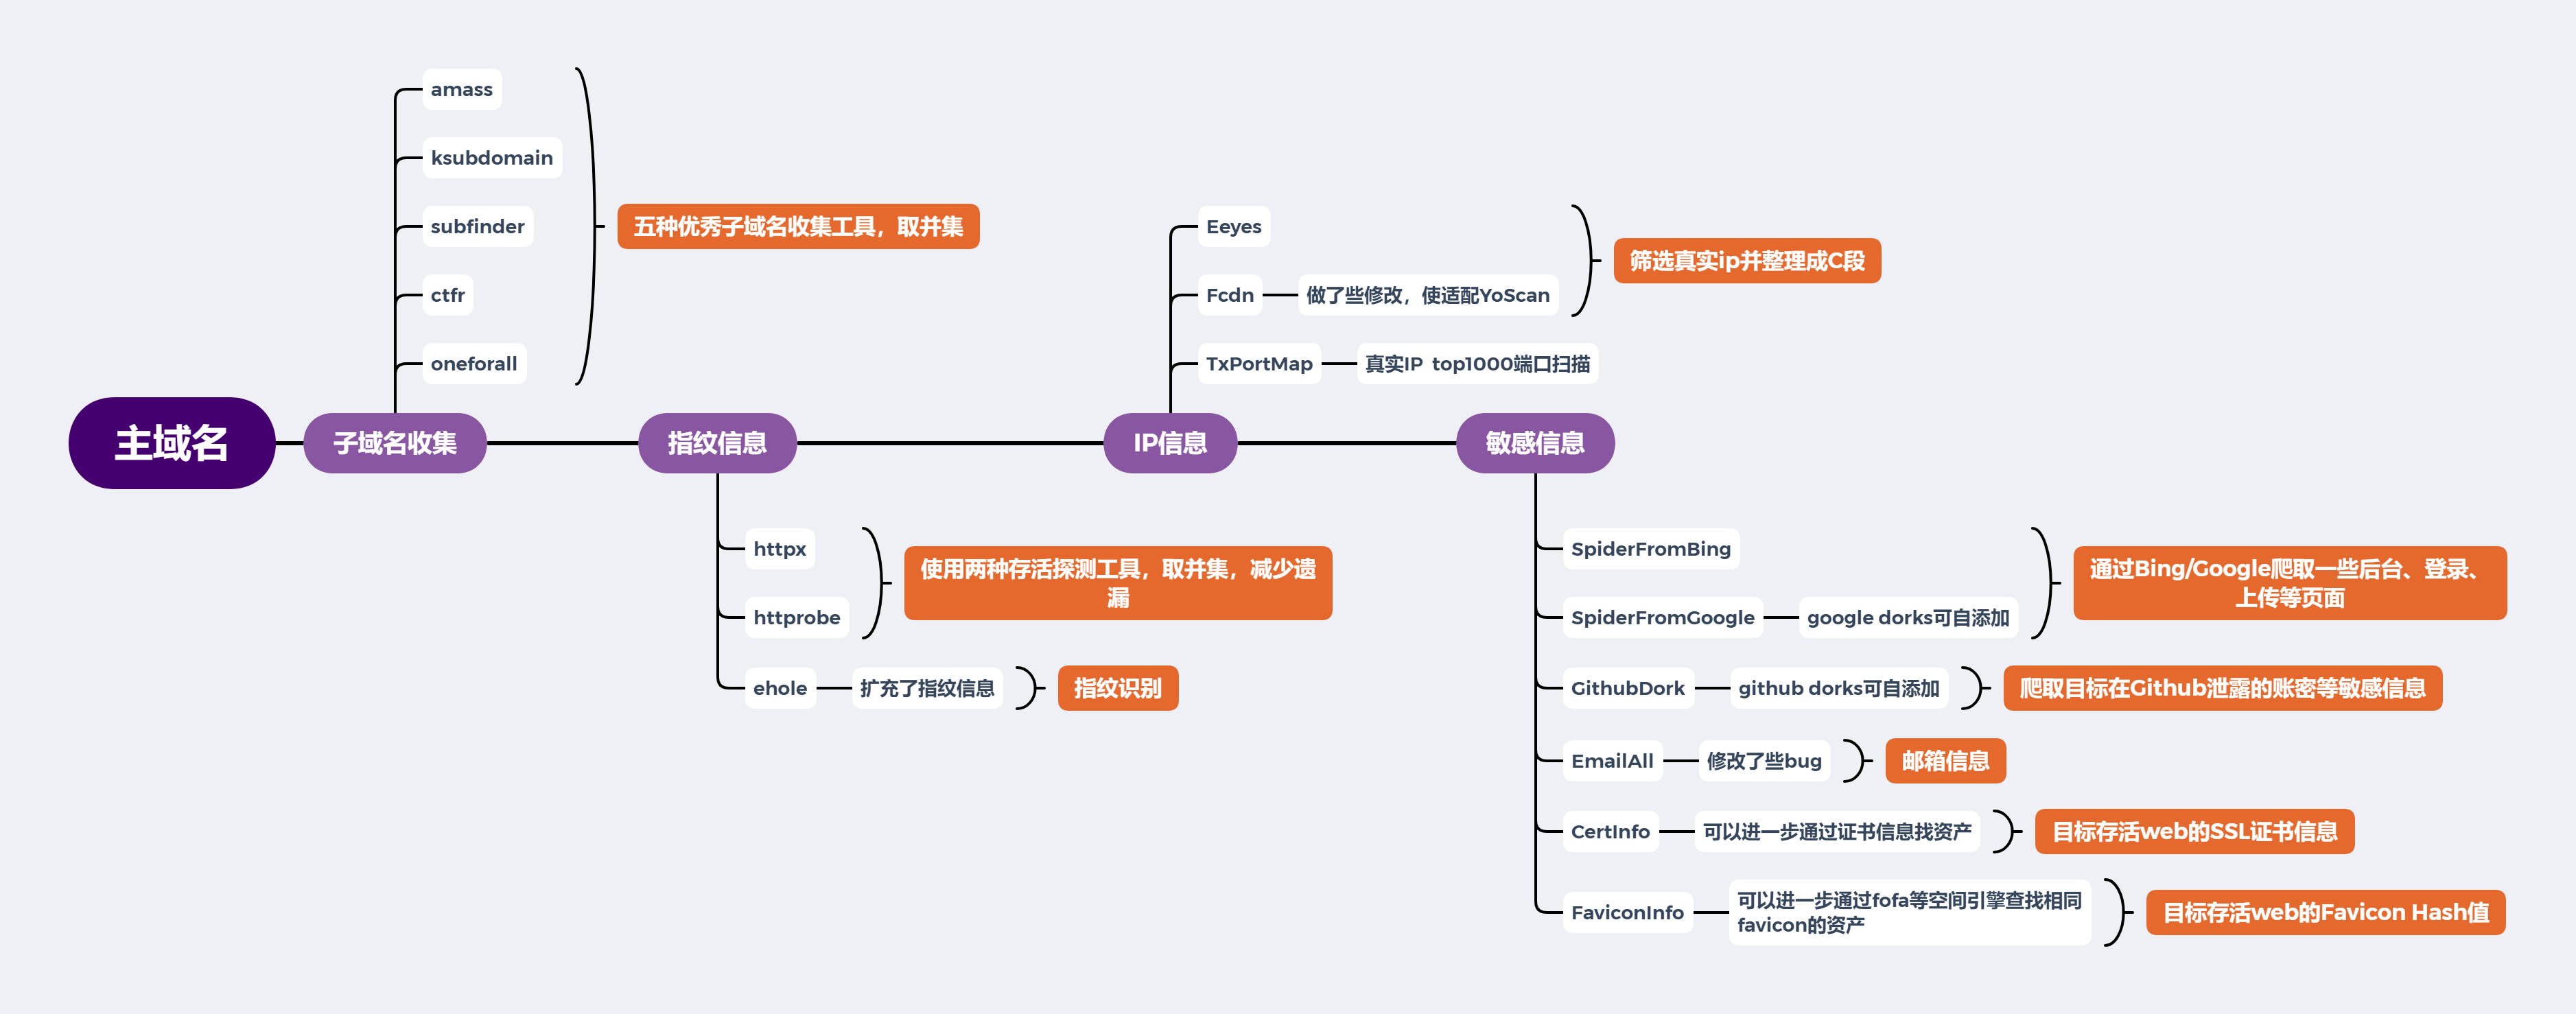 主域名
子域名收集
amass
ksubdomain
subfinder
ctfr
oneforall
五种优秀子域名收集工具，取并集
指纹信息
httpx
httprobe
使用两种存活探测工具，取并集，减少遗
漏
ehole
扩充了指纹信息
指纹识别
IP信息
Eeyes
Fcdn
做了些修改，使适配YoScan
筛选真实ip并整理成C段
TxPortMap
真实IP top1000端口扫描
敏感信息
SpiderFromBing
SpiderFromGoogle
google dorks可自添加
通过Bing/Google爬取一些后台、登录、
上传等页面
GithubDork
github dorks可自添加
爬取目标在Github泄露的账密等敏感信息
EmailAll
修改了些bug
邮箱信息
CertInfo
可以进一步通过证书信息找资产
目标存活web的SSL证书信息
FaviconInfo
可以进一步通过fofa等空间引擎查找相同
favicon的资产
目标存活web的Favicon Hash值